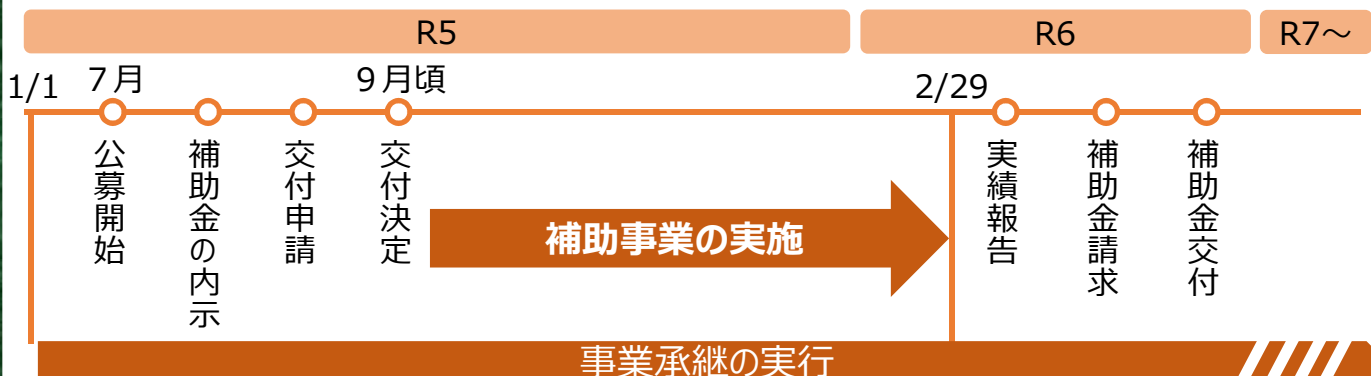 R5
R6
R7～
1/1
７月
９月頃
2/29
公募開始
補助金の内示
交付申請
交付決定
補助事業の実施
実績報告
補助金請求
補助金交付
事業承継の実行